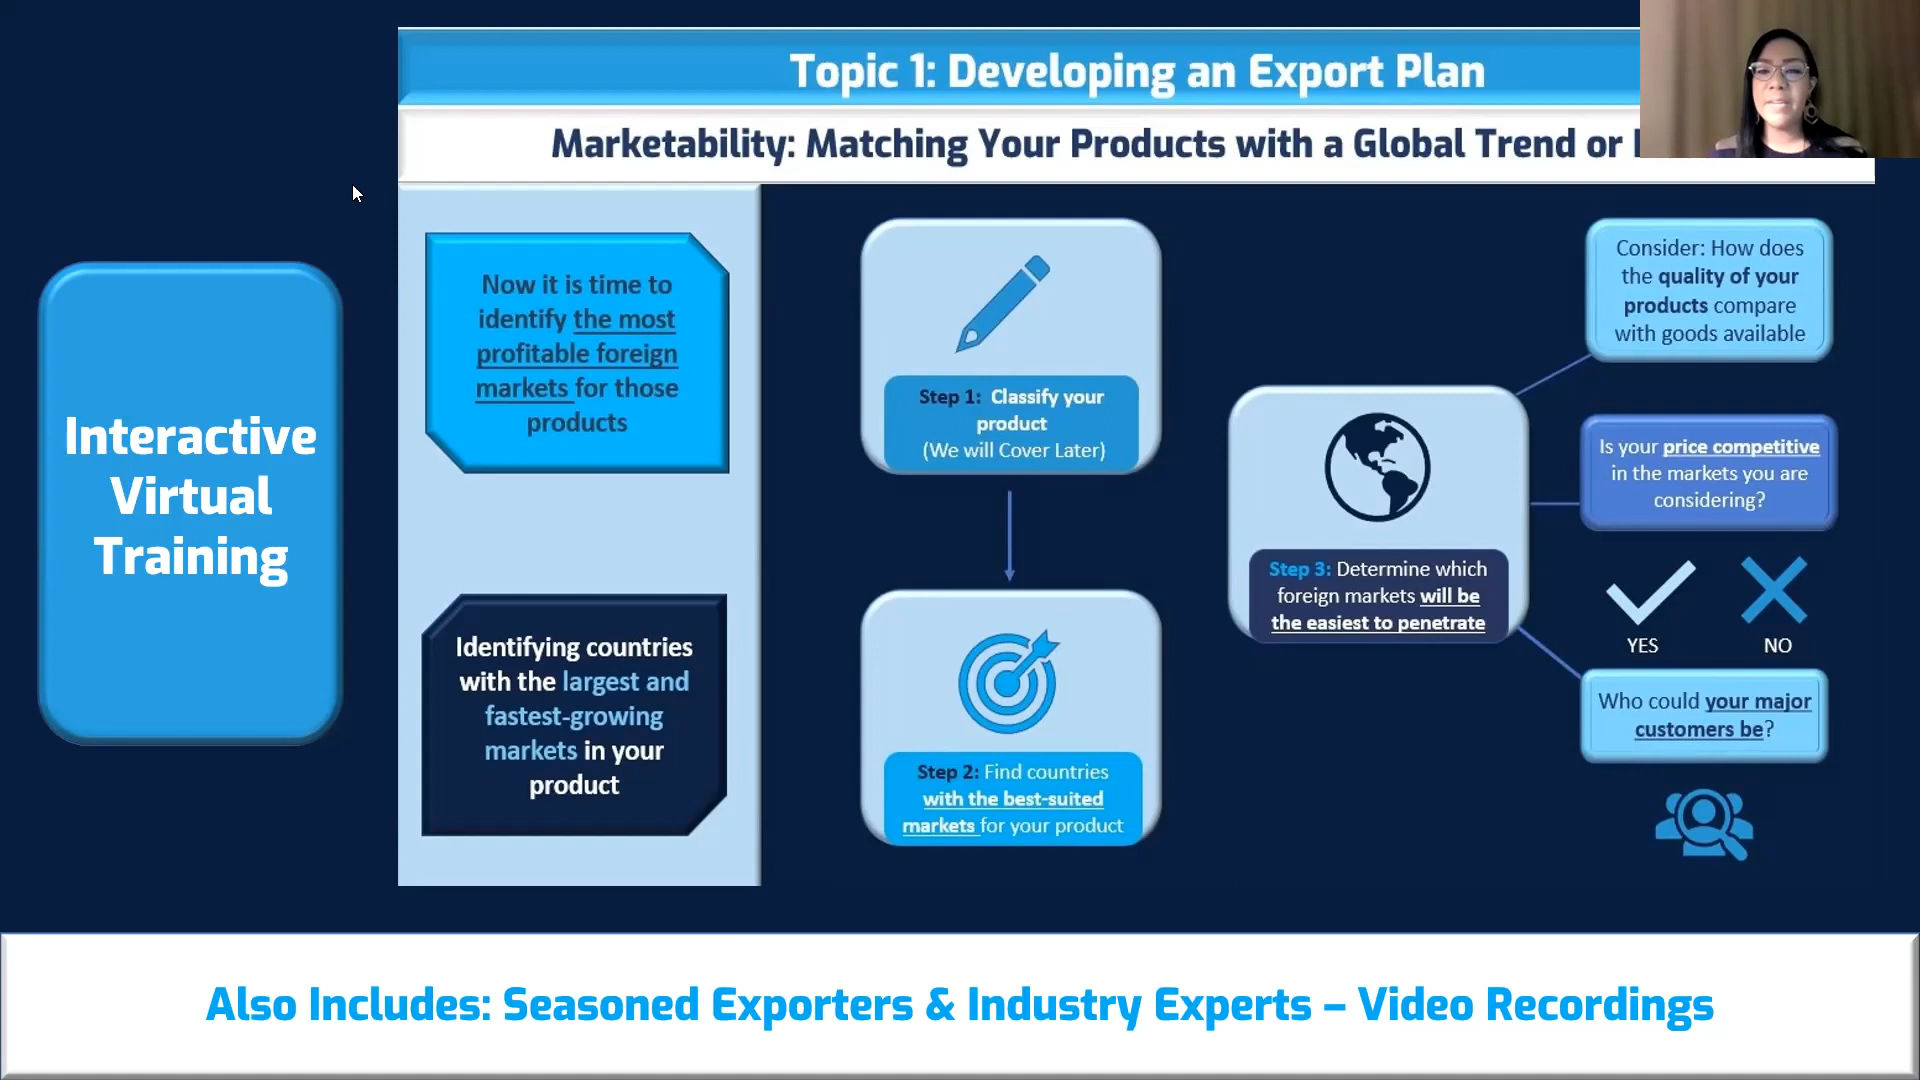 Topic 1: Developing an Export Plan
Marketability: Matching Your Products with a Global Trend or
Interactive
Virtual
Training
Now it is time to
identify the most
profitable foreign
markets for those
products
Identifying countries
with the largest and
fastest-growing
markets in your
product
Step 1: Classify your
product
(We will Cover Later)
Step 2: Find countries
with the best-suited
markets for your product
Step 3: Determine which
foreign markets will be
the easiest to penetrate
Consider: How does
the quality of your
products compare
with goods available
Is your price competitive
in the markets you are
considering?
YES
NO
Who could your major
customers be?
Also Includes: Seasoned Exporters & Industry Experts – Video Recordings